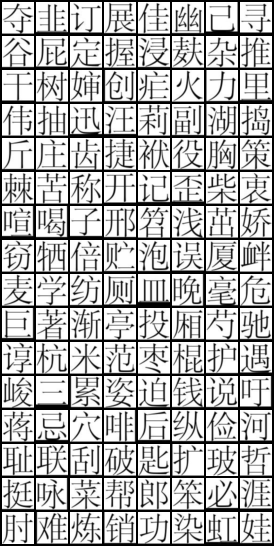 夺韭订展佳幽己寻
谷屁定握浸麸杂推
干树婶创疟火力里
伟抽迅汪莉副湖捣
斤庄齿捷袱役胸策
棘苦称开记歪柴衷
喧喝子邢笤浅茁娇
窃牺倍贮泡误厦衅
麦学纺厕皿晚毫危
巨著渐亭投厢芍驰
谆杭米范枣棍护遇
峻三累姿迫钱说吁
蒋忌穴啡后纵俭河
耻联刮破匙扩玻哲
挺咏菜帮郎笨必涯
肘难炼销功染虹娃